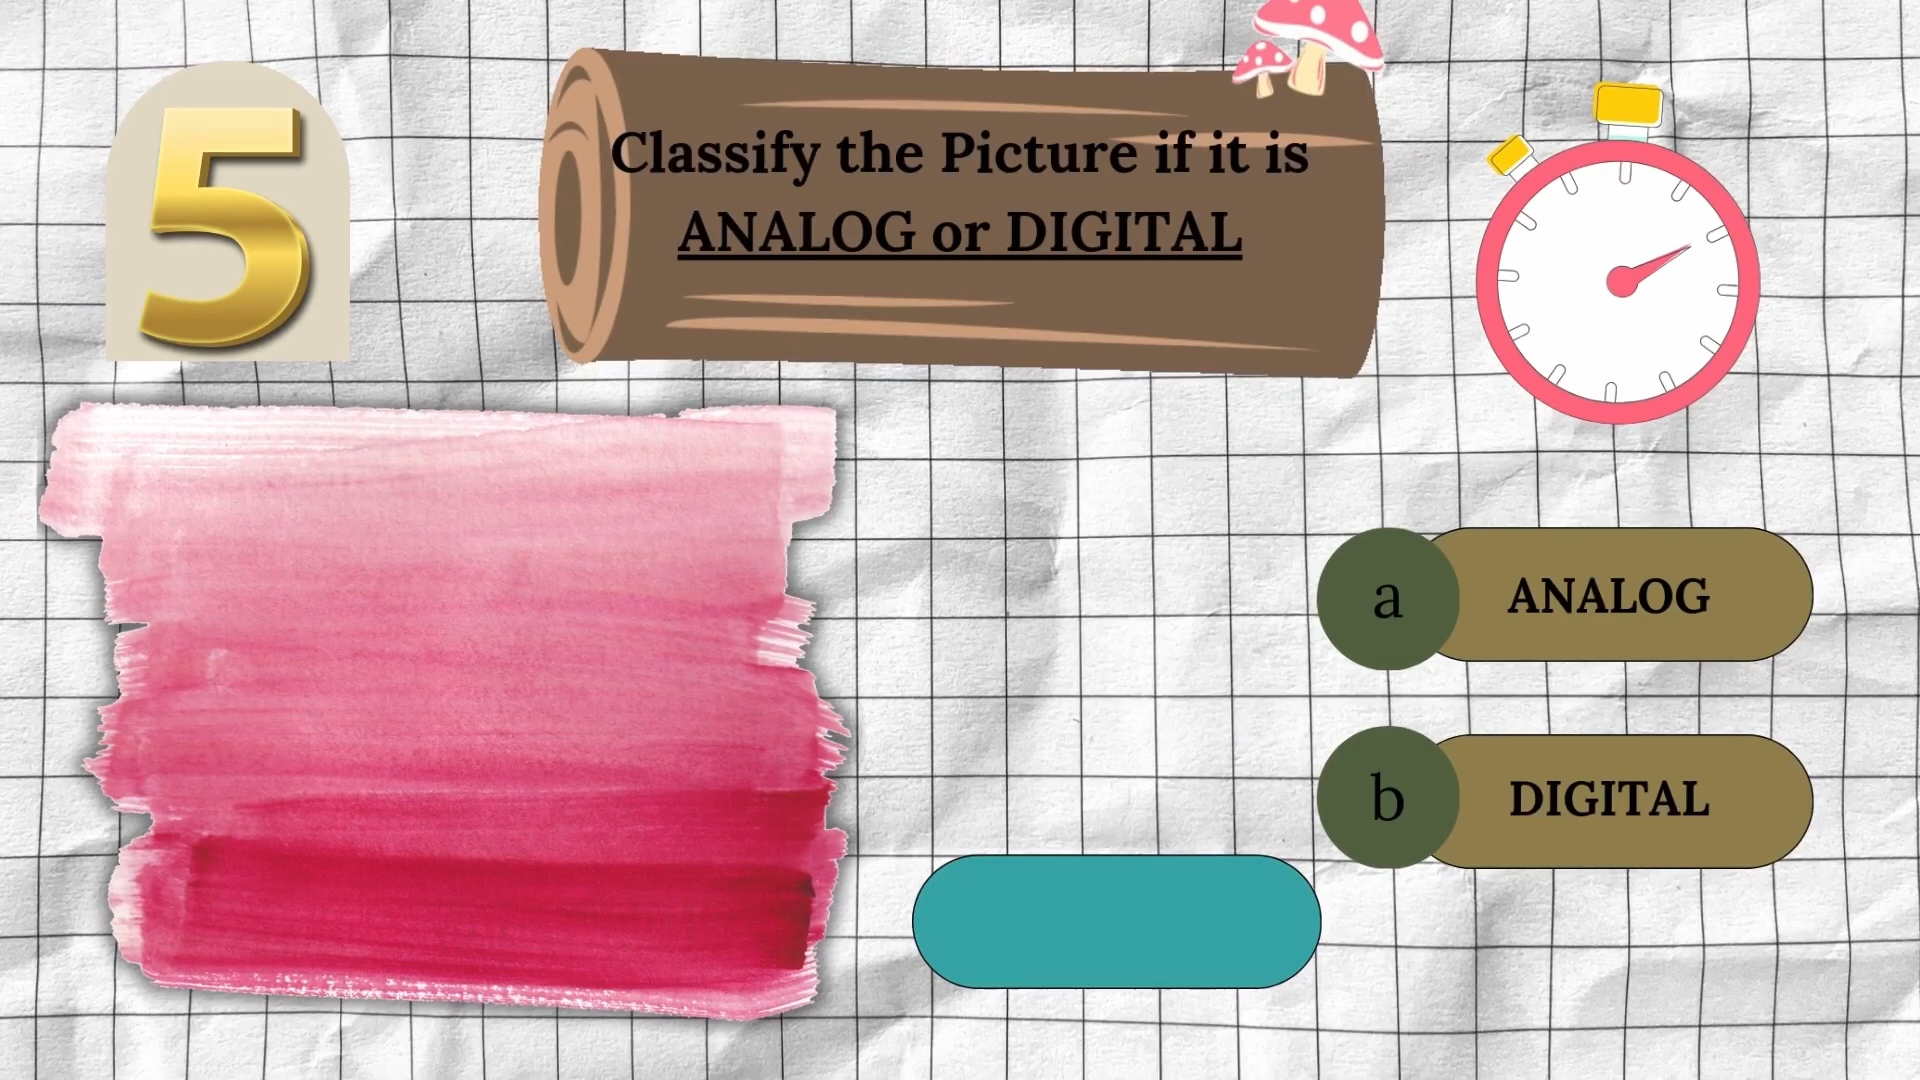 5
Classify the Picture if it is
ANALOG or DIGITAL
a ANALOG
b DIGITAL